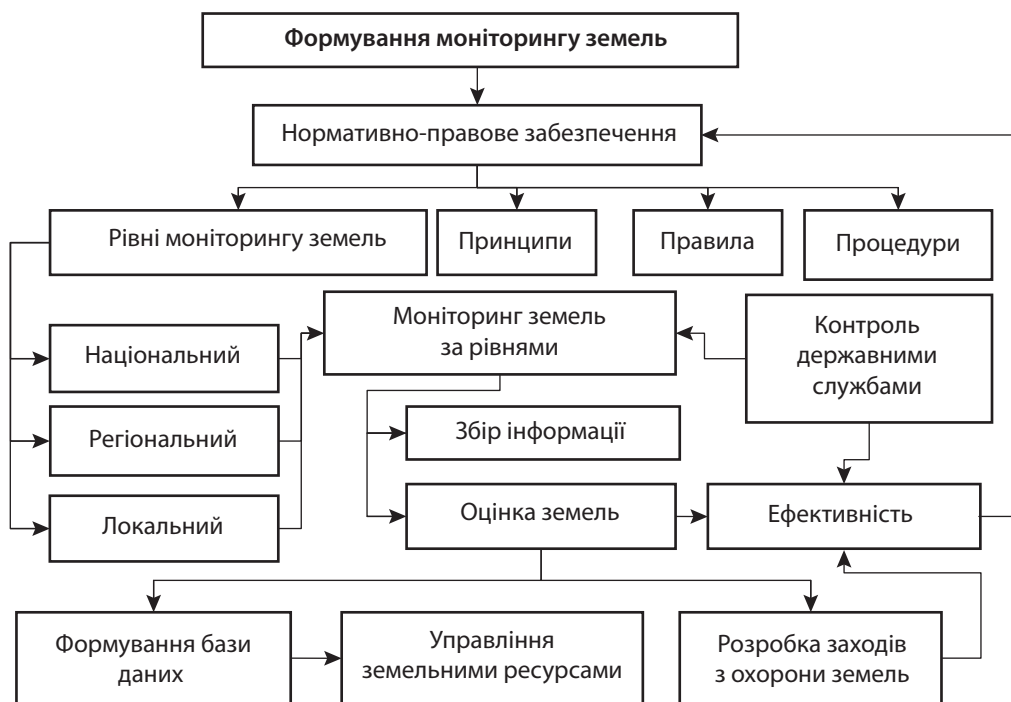 Формування моніторингу земель
Нормативно-правове забезпечення
Рівні моніторингу земель
Принципи
Правила
Процедури
Моніторинг земель
за рівнями
Контроль
державними
службами
Національний
Регіональний
Збір інформації
Локальний
Оцінка земель
Ефективність
Формування бази
даних
Управління
земельними ресурсами
Розробка заходів
з охорони земель